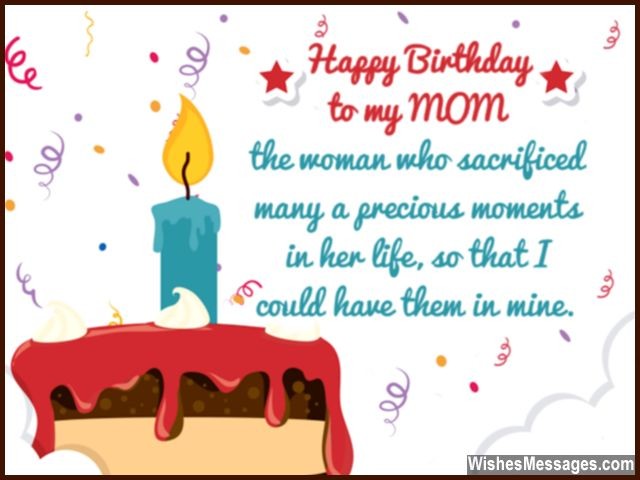 Happy Birthday
to my MOM
the woman who sacrificed
many a precious moments
in her life, so that I
could have them in mine.
WishesMessages.com